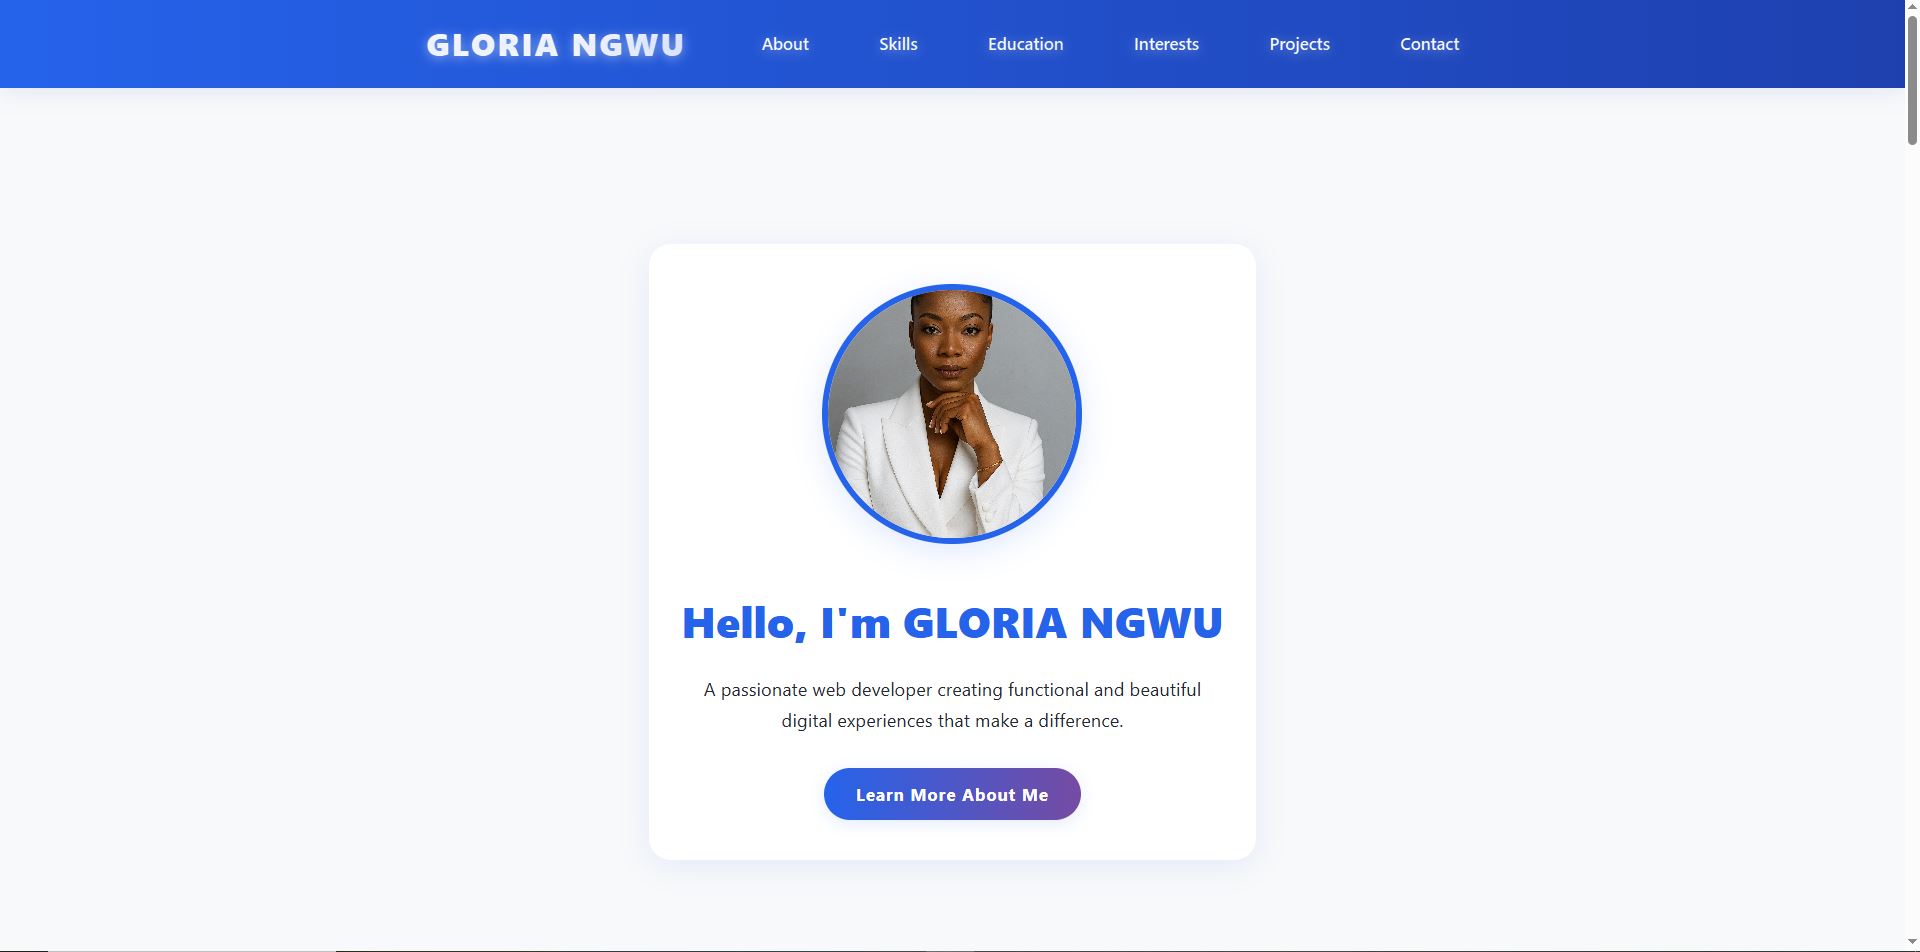 GLORIA NGWU
About
Skills
Education
Interests
Projects
Contact
Hello, I'm GLORIA NGWU
A passionate web developer creating functional and beautiful
digital experiences that make a difference.
Learn More About Me